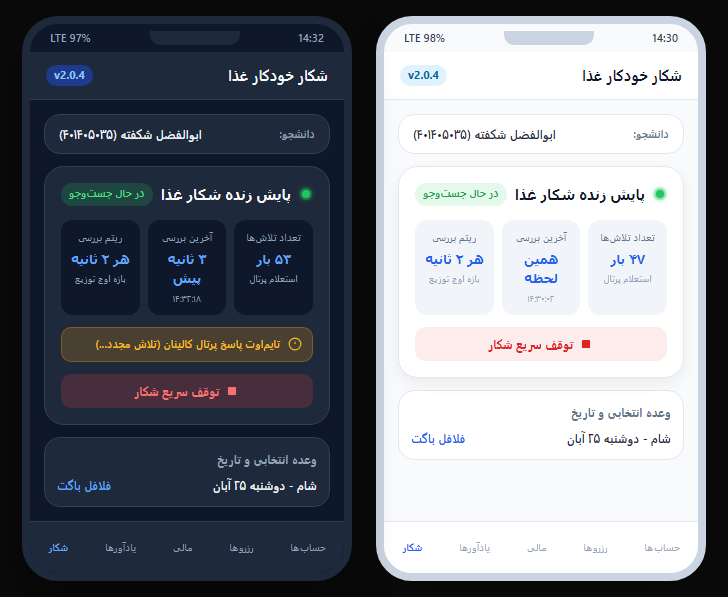 LTE 97%
14:32
شکار خودکار غذا
v2.0.4
دانشجو:
ابوالفضل شکفته (۴۰۱۴۰۵۰۳۵)
پایش زنده شکار غذا
در حال جست‌وجو
تعداد تلاش‌ها
۵۳ بار
استعلام پرتال
آخرین بررسی
۳ ثانیه پیش
۱۴:۳۲:۱۸
ریتم بررسی
هر ۲ ثانیه
بازه اوج توزیع
تایم‌اوت پاسخ پرتال کالینان (تلاش مجدد...)
توقف سریع شکار
وعده انتخابی و تاریخ
شام - دوشنبه ۲۵ آبان
فلافل باگت
حساب‌ها
رزروها
مالی
یادآورها
شکار
LTE 98%
14:30
شکار خودکار غذا
v2.0.4
دانشجو:
ابوالفضل شکفته (۴۰۱۴۰۵۰۳۵)
پایش زنده شکار غذا
در حال جست‌وجو
تعداد تلاش‌ها
۴۷ بار
استعلام پرتال
آخرین بررسی
همین لحظه
۱۴:۳۰:۰۲
ریتم بررسی
هر ۲ ثانیه
بازه اوج توزیع
توقف سریع شکار
وعده انتخابی و تاریخ
شام - دوشنبه ۲۵ آبان
فلافل باگت
حساب‌ها
رزروها
مالی
یادآورها
شکار